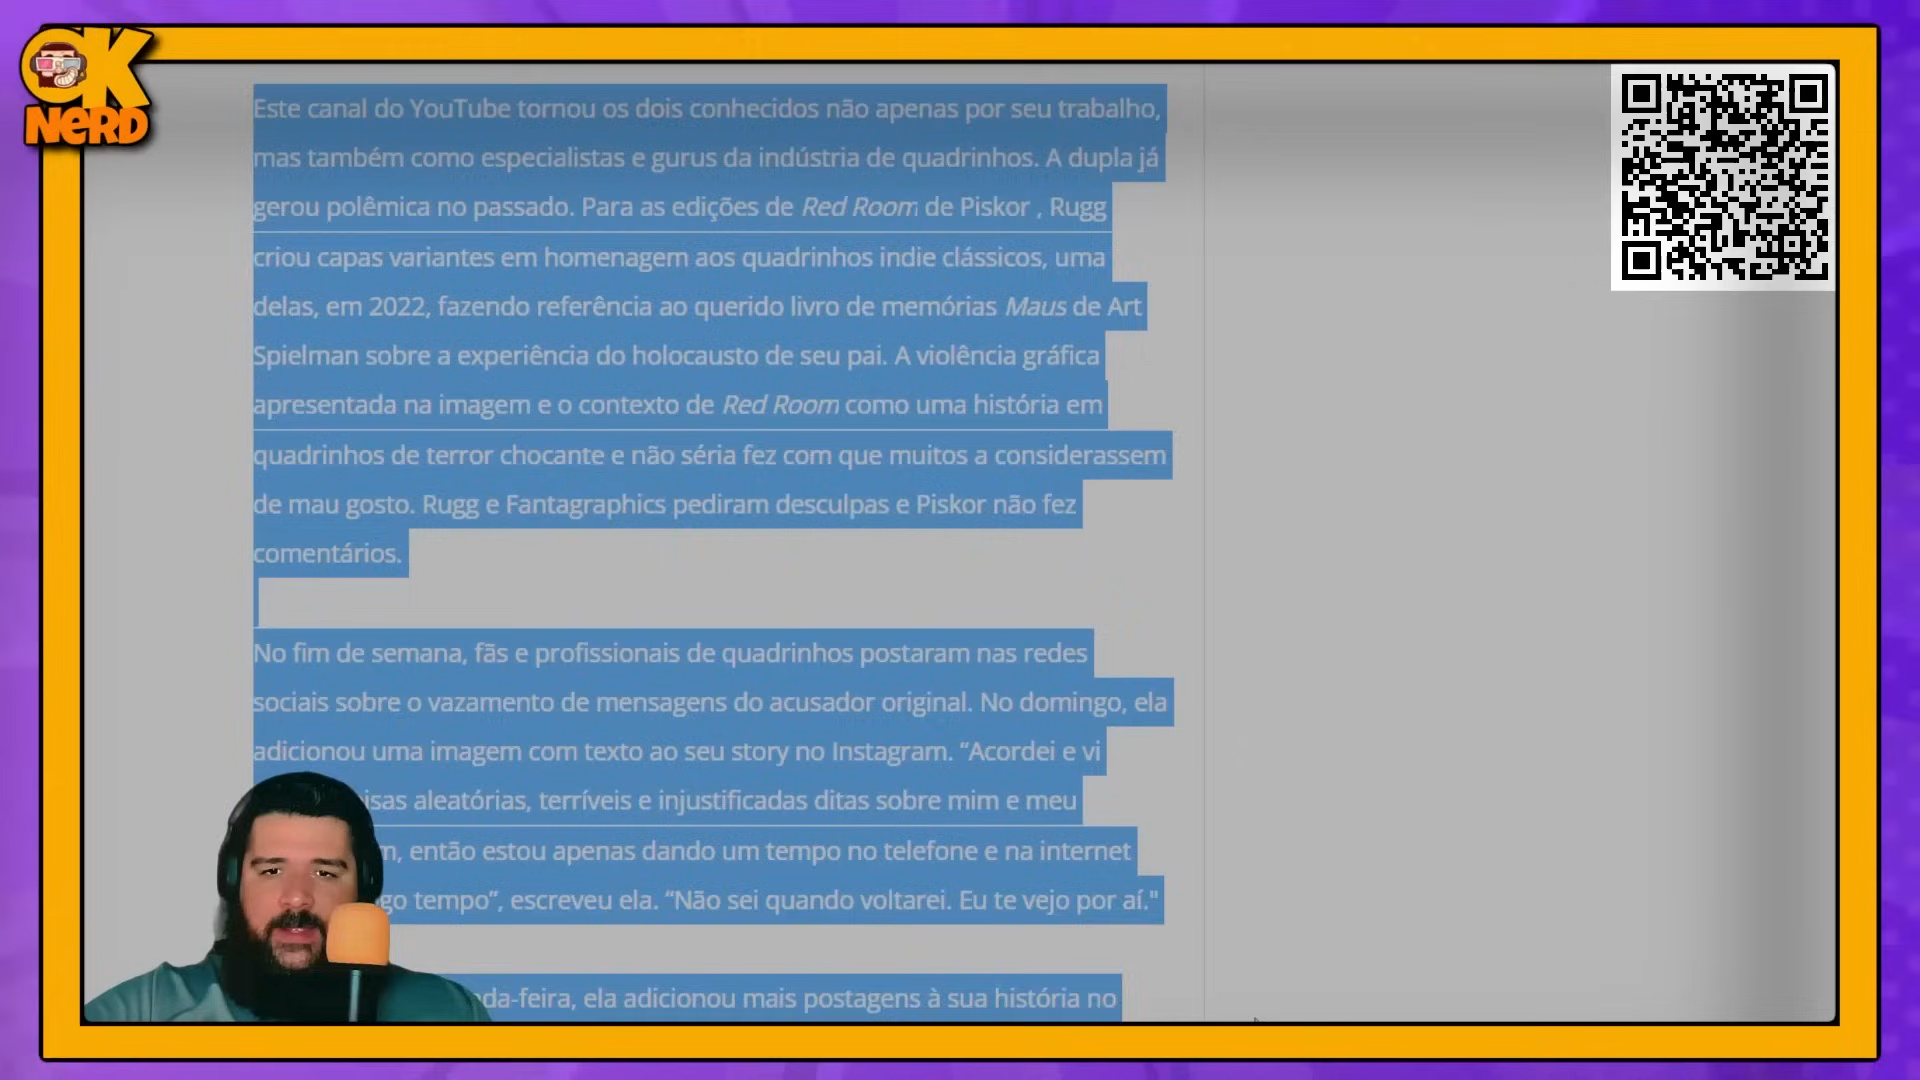 OK
NERD
Este canal do YouTube tornou os dois conhecidos não apenas por seu trabalho,
mas também como especialistas e gurus da indústria de quadrinhos. A dupla já
gerou polêmica no passado. Para as edições de Red Room de Piskor , Rugg
criou capas variantes em homenagem aos quadrinhos indie clássicos, uma
delas, em 2022, fazendo referência ao querido livro de memórias Maus de Art
Spielman sobre a experiência do holocausto de seu pai. A violência gráfica
apresentada na imagem e o contexto de Red Room como uma história em
quadrinhos de terror chocante e não séria fez com que muitos a considerassem
de mau gosto. Rugg e Fantagraphics pediram desculpas e Piskor não fez
comentários.
No fim de semana, fãs e profissionais de quadrinhos postaram nas redes
sociais sobre o vazamento de mensagens do acusador original. No domingo, ela
adicionou uma imagem com texto ao seu story no Instagram. “Acordei e vi
isas aleatórias, terríveis e injustificadas ditas sobre mim e meu
, então estou apenas dando um tempo no telefone e na internet
go tempo”, escreveu ela. “Não sei quando voltarei. Eu te vejo por aí."
da-feira, ela adicionou mais postagens à sua história no